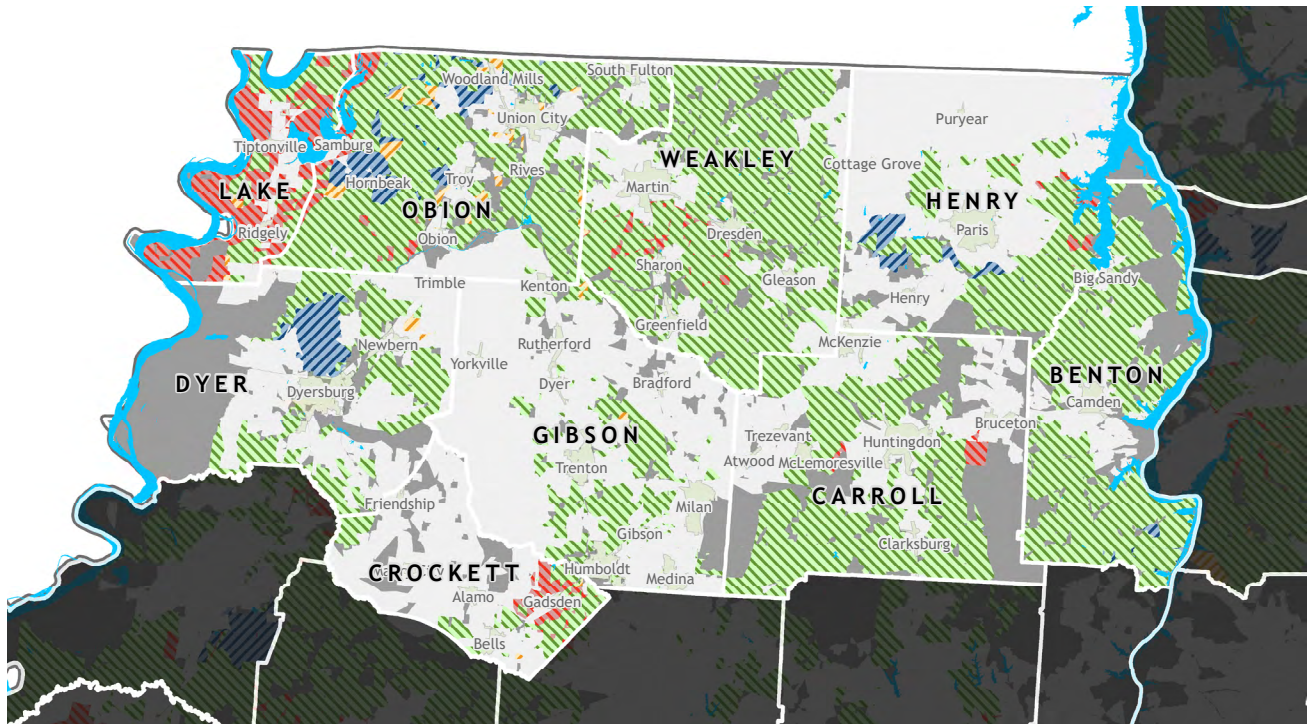 Woodland Mills
South Fulton
Union City
Puryear
Tiptonville
Samburg
WEAKLEY
Cottage Grove
LAKE
Hornbeak
Troy
Rives
Martin
HENRY
OBION
Ridgely
Obion
Dresden
Paris
Sharon
Gleason
Big Sandy
Trimble
Kenton
Henry
Greenfield
Newbern
Rutherford
McKenzie
Yorkville
DYER
Dyersburg
Dyer
Bradford
BENTON
Camden
GIBSON
Trezevant
Huntingdon
Bruceton
Trenton
Atwood
McLemoresville
CARROLL
Friendship
Milan
Gibson
Clarksburg
CROCKETT
Humboldt
Medina
Alamo
Gadsden
Bells